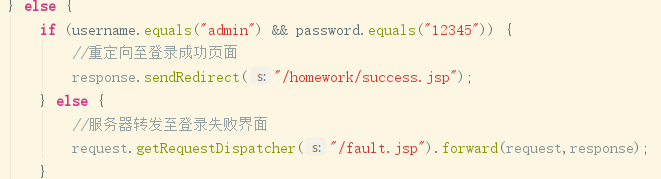 } else {
if (username.equals("admin") && password.equals("12345")) {
//重定向至登录成功页面
response.sendRedirect( s: "/homework/success.jsp");
} else {
//服务器转发至登录失败界面
request.getRequestDispatcher( s: "/fault.jsp").forward(request,response);
}